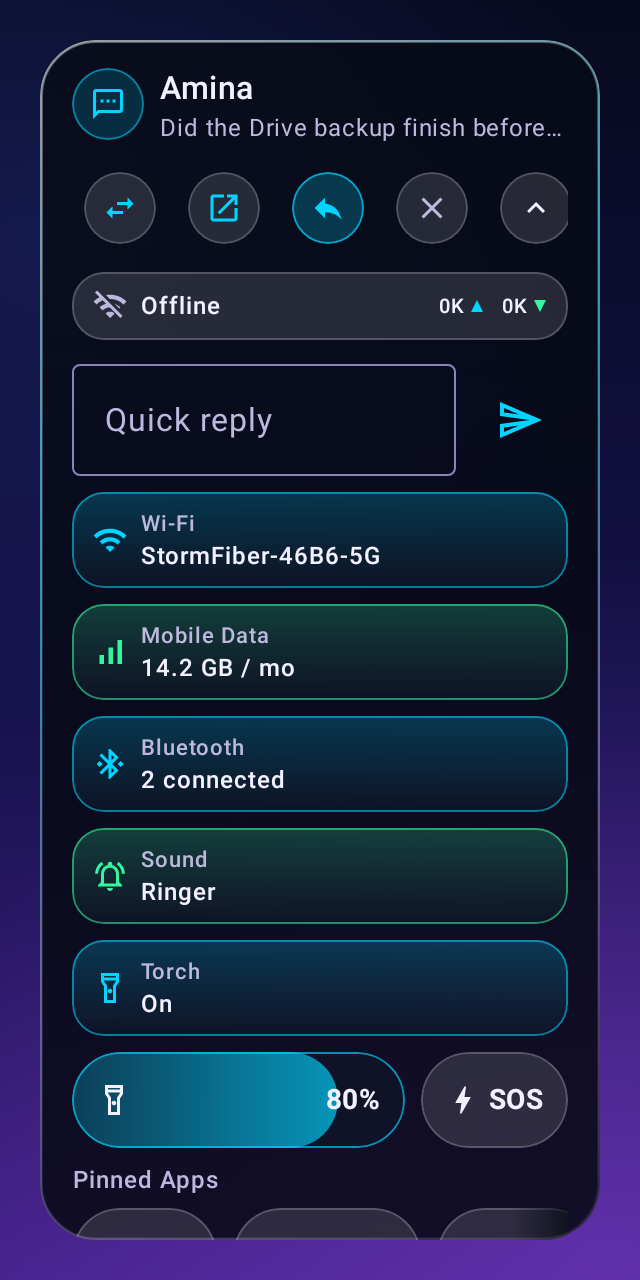 Amina
Did the Drive backup finish before…
Offline 0K 0K
Quick reply
Wi-Fi
StormFiber-46B6-5G
Mobile Data
14.2 GB / mo
Bluetooth
2 connected
Sound
Ringer
Torch
On
80% SOS
Pinned Apps